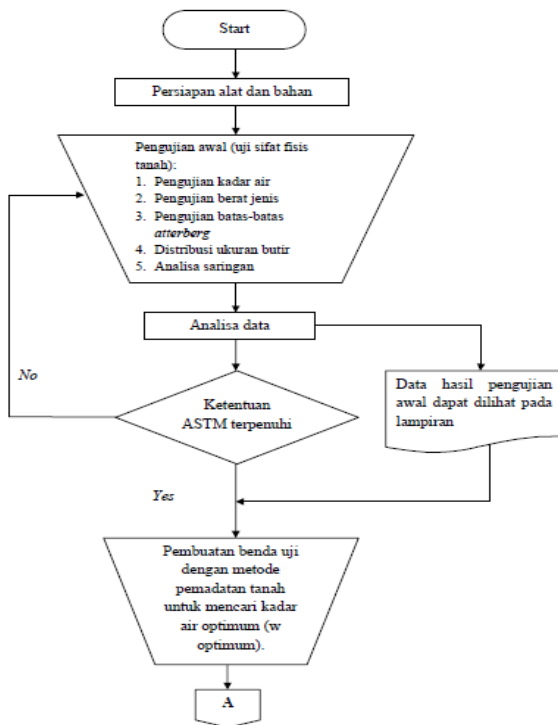 Start
Persiapan alat dan bahan
Pengujian awal (uji sifat fisis
tanah):
1. Pengujian kadar air
2. Pengujian berat jenis
3. Pengujian batas-batas
atterberg
4. Distribusi ukuran butir
5. Analisa saringan
Analisa data
No
Ketentuan
ASTM terpenuhi
Data hasil pengujian
awal dapat dilihat pada
lampiran
Yes
Pembuatan benda uji
dengan metode
pemadatan tanah
untuk mencari kadar
air optimum (w
optimum).
A